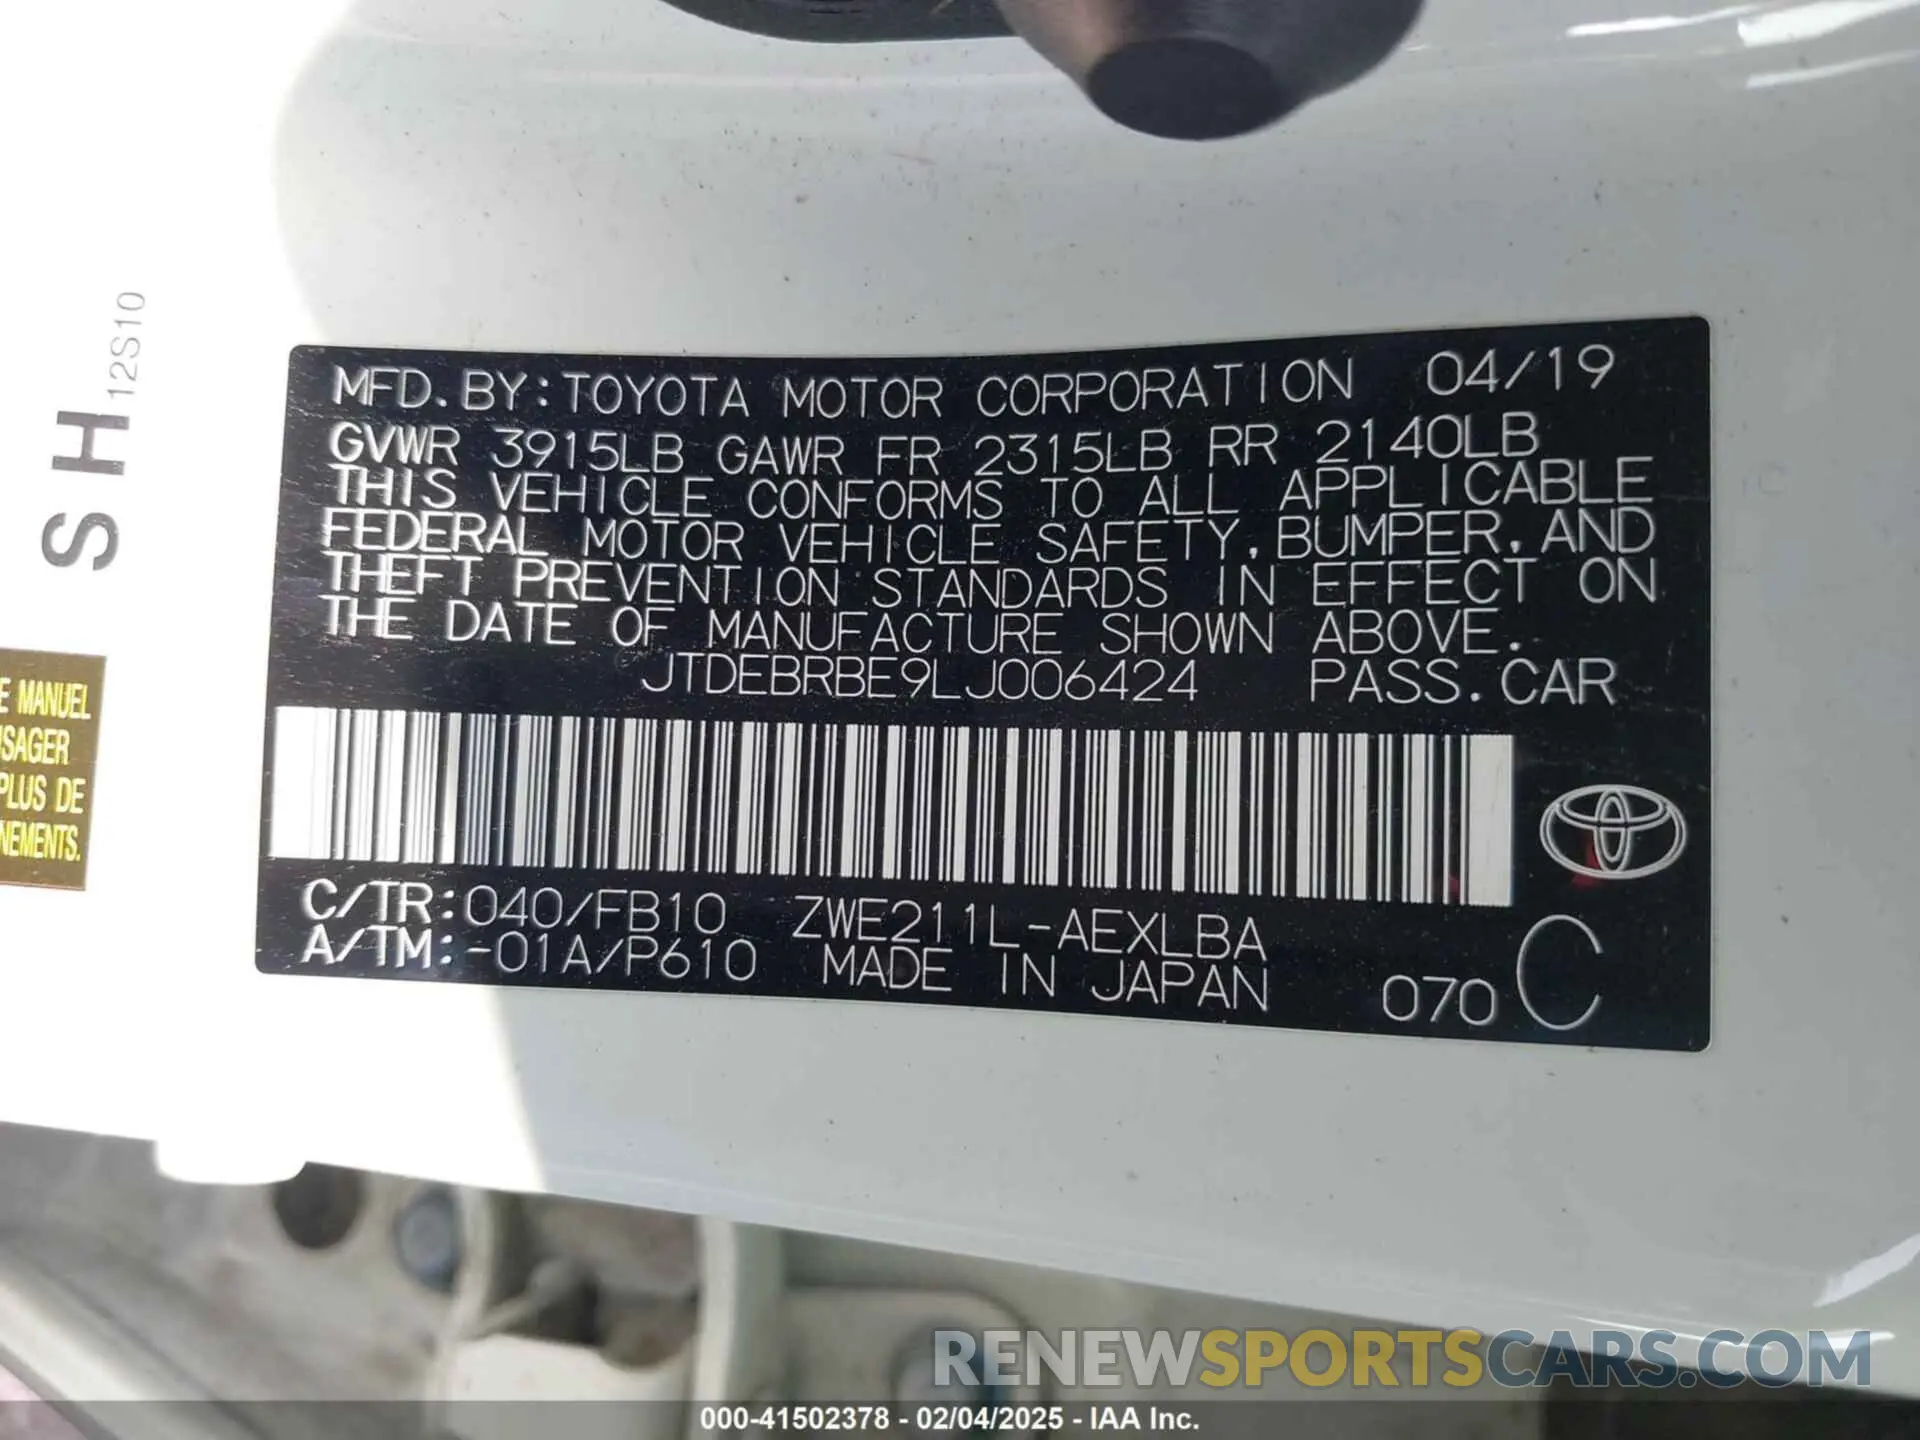 MFD. BY: TOYOTA MOTOR CORPORATION 04/19
GVWR 3915LB GAWR FR 2315LB RR 2140LB
THIS VEHICLE CONFORMS TO ALL APPLICABLE
FEDERAL MOTOR VEHICLE SAFETY, BUMPER, AND
THEFT PREVENTION STANDARDS IN EFFECT ON
THE DATE OF MANUFACTURE SHOWN ABOVE.
JTDEBRBE9LJ006424 PASS. CAR
C/TR: 040/FB10 ZWE211L-AEXLBA
A/TM: -01A/P610 MADE IN JAPAN 070 C
SH 12S10
E MANUEL
SAGER
PLUS DE
NEMENTS.
RENEWSPORTSCARS.COM
000-41502378 - 02/04/2025 - IAA Inc.